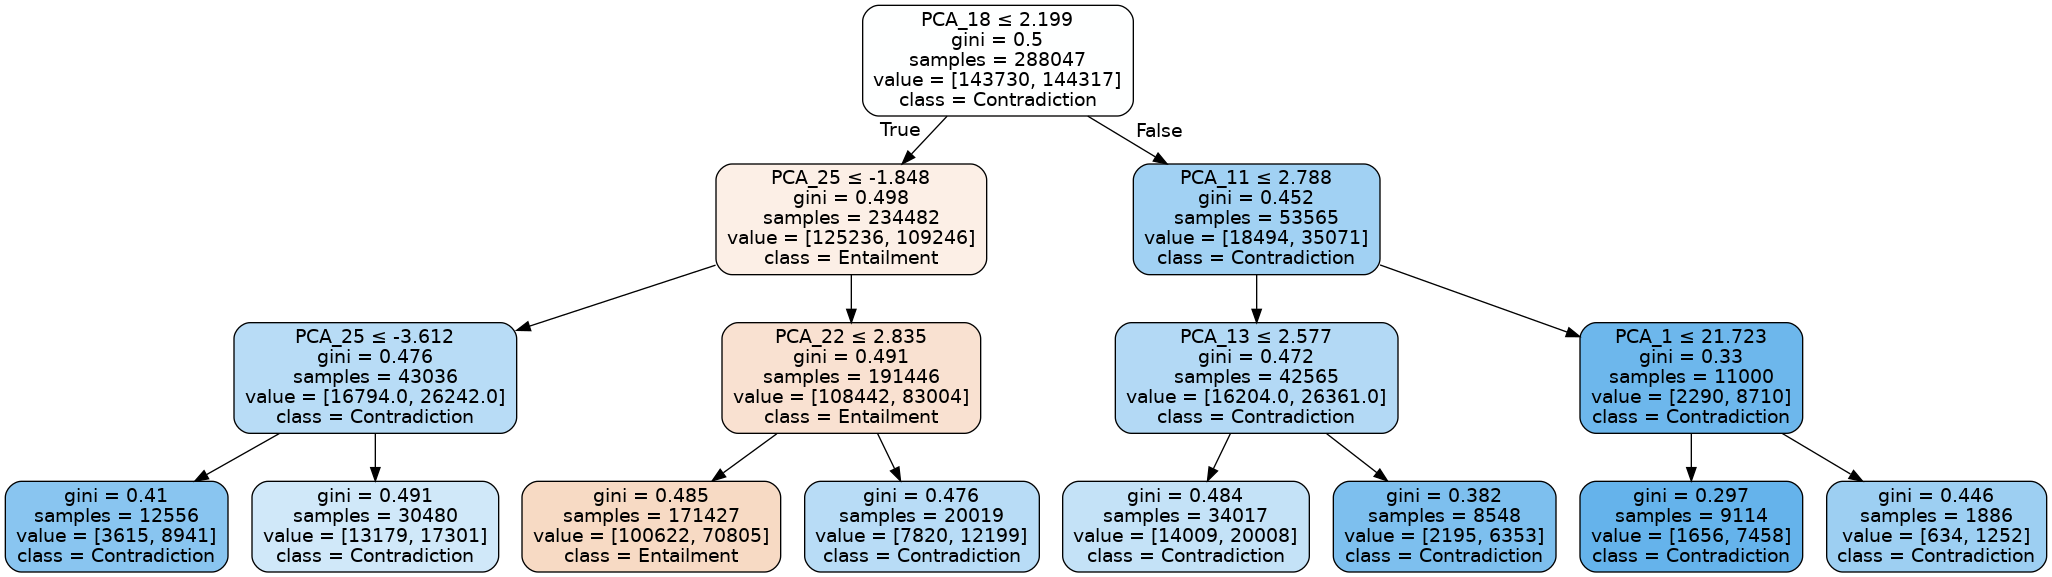 PCA_18 ≤ 2.199
gini = 0.5
samples = 288047
value = [143730, 144317]
class = Contradiction
True
False
PCA_25 ≤ -1.848
gini = 0.498
samples = 234482
value = [125236, 109246]
class = Entailment
PCA_11 ≤ 2.788
gini = 0.452
samples = 53565
value = [18494, 35071]
class = Contradiction
PCA_25 ≤ -3.612
gini = 0.476
samples = 43036
value = [16794.0, 26242.0]
class = Contradiction
PCA_22 ≤ 2.835
gini = 0.491
samples = 191446
value = [108442, 83004]
class = Entailment
PCA_13 ≤ 2.577
gini = 0.472
samples = 42565
value = [16204.0, 26361.0]
class = Contradiction
PCA_1 ≤ 21.723
gini = 0.33
samples = 11000
value = [2290, 8710]
class = Contradiction
gini = 0.41
samples = 12556
value = [3615, 8941]
class = Contradiction
gini = 0.491
samples = 30480
value = [13179, 17301]
class = Contradiction
gini = 0.485
samples = 171427
value = [100622, 70805]
class = Entailment
gini = 0.476
samples = 20019
value = [7820, 12199]
class = Contradiction
gini = 0.484
samples = 34017
value = [14009, 20008]
class = Contradiction
gini = 0.382
samples = 8548
value = [2195, 6353]
class = Contradiction
gini = 0.297
samples = 9114
value = [1656, 7458]
class = Contradiction
gini = 0.446
samples = 1886
value = [634, 1252]
class = Contradiction